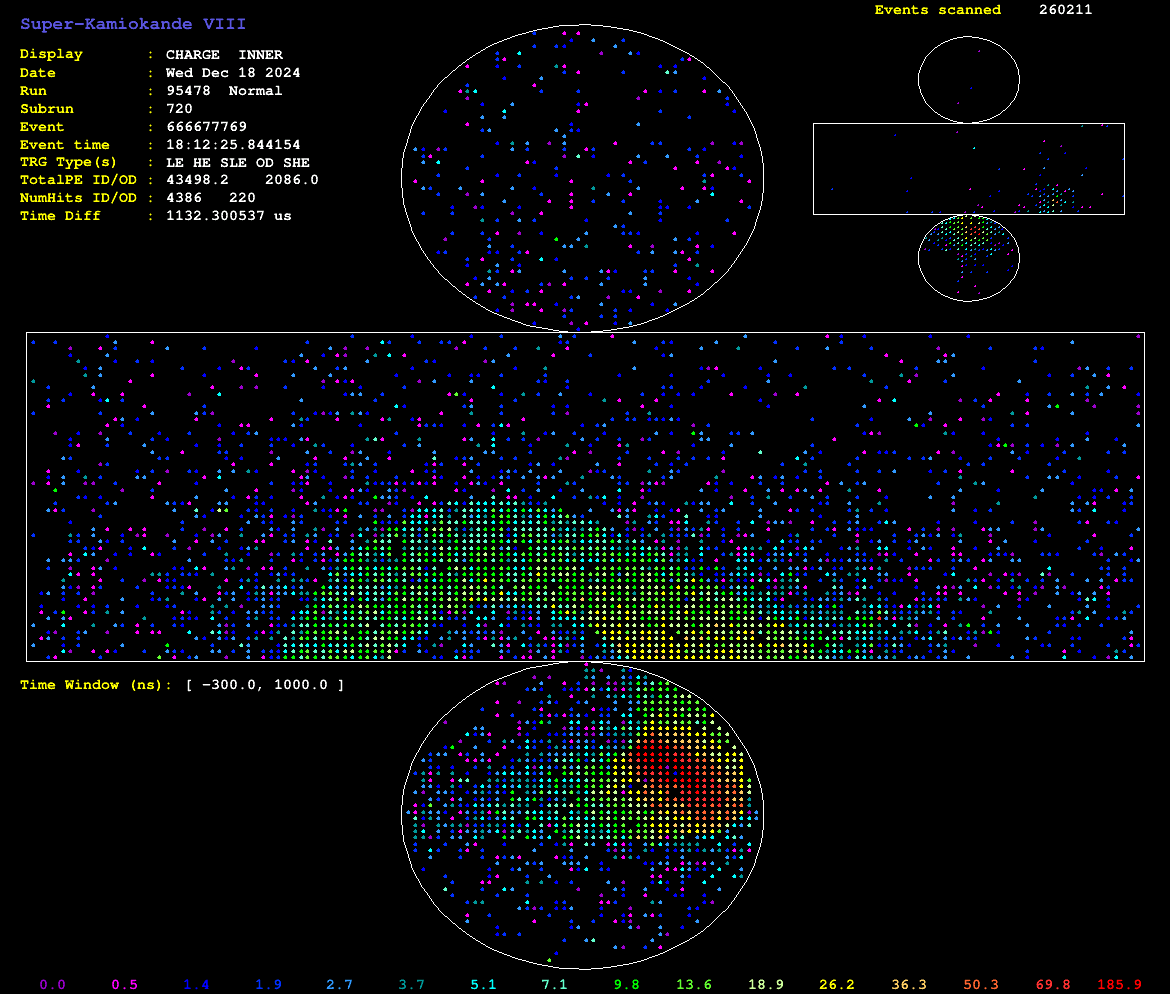 Super-Kamiokande VIII
Events scanned 260211
Display : CHARGE INNER
Date : Wed Dec 18 2024
Run : 95478 Normal
Subrun : 720
Event : 666677769
Event time : 18:12:25.844154
TRG Type(s) : LE HE SLE OD SHE
TotalPE ID/OD : 43498.2 2086.0
NumHits ID/OD : 4386 220
Time Diff : 1132.300537 us
Time Window (ns): [ -300.0, 1000.0 ]
0.0 0.5 1.4 1.9 2.7 3.7 5.1 7.1 9.8 13.6 18.9 26.2 36.3 50.3 69.8 185.9